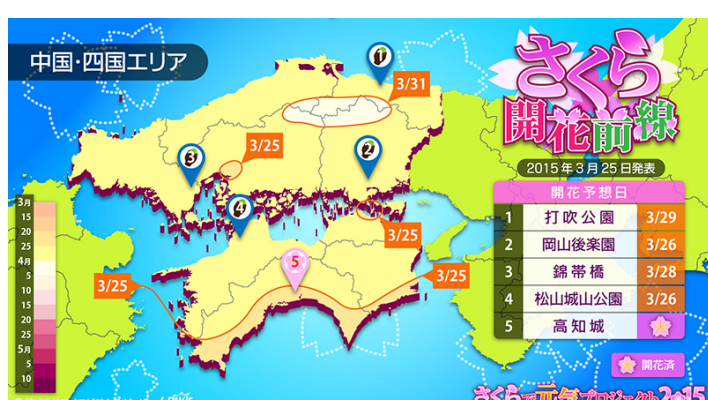 中国・四国エリア
さくら
開花前線
2015年3月25日発表
開花予想日
1 打吹公園 3/29
2 岡山後楽園 3/26
3 錦帯橋 3/28
4 松山城山公園 3/26
5 高知城
開花済
1
3/31
3/25
3
2
4
3/25
5
3/25
3/25
3月
15
20
25
4月
5
10
15
20
25
5月
5
10
さくらで元気プロジェクト2015